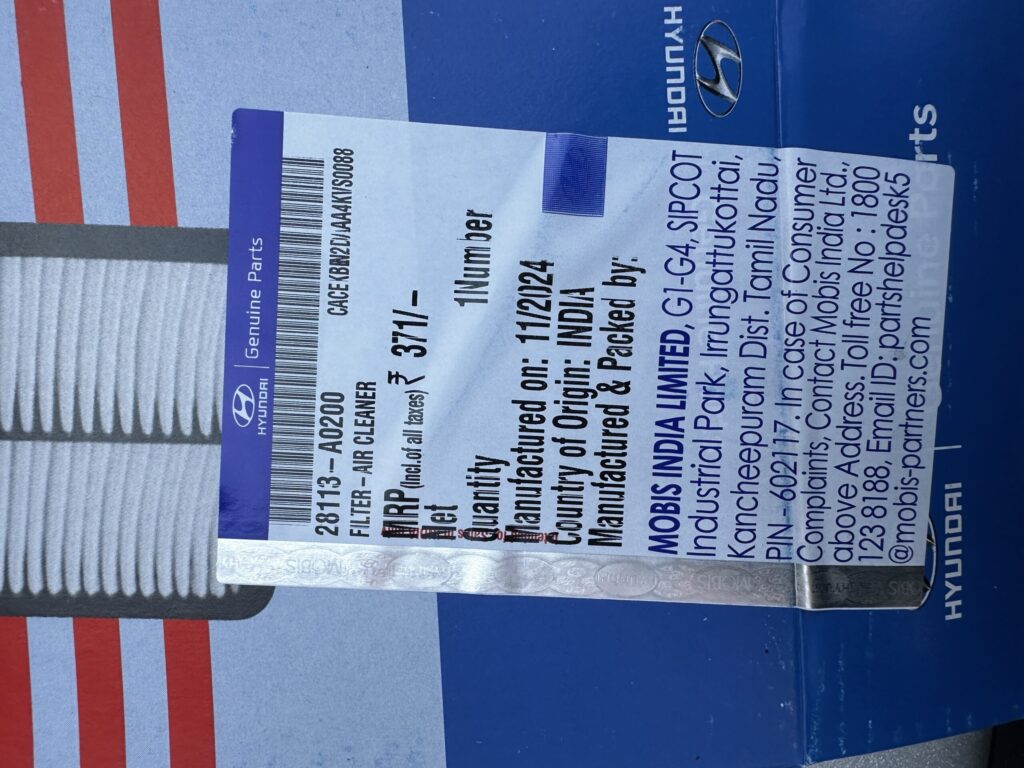 HYUNDAI | Genuine Parts
28113-A0200
CACEKBN2D/AA4KI/S0088
FILTER-AIR CLEANER
MRP (Incl.of all taxes) ₹ 371/-
Net
Quantity 1Number
Manufactured on: 11/2024
Country of Origin: INDIA
Manufactured & Packed by:
MOBIS INDIA LIMITED, G1-G4, SIPCOT
Industrial Park, Irrungattukottai,
Kancheepuram Dist. Tamil Nadu,
PIN - 602117. In case of Consumer
Complaints, Contact Mobis India Ltd.,
above Address. Toll free No : 1800
123 8188, Email ID: partshelpdesk5
@mobis-partners.com
HYUNDAI
HYUNDAI